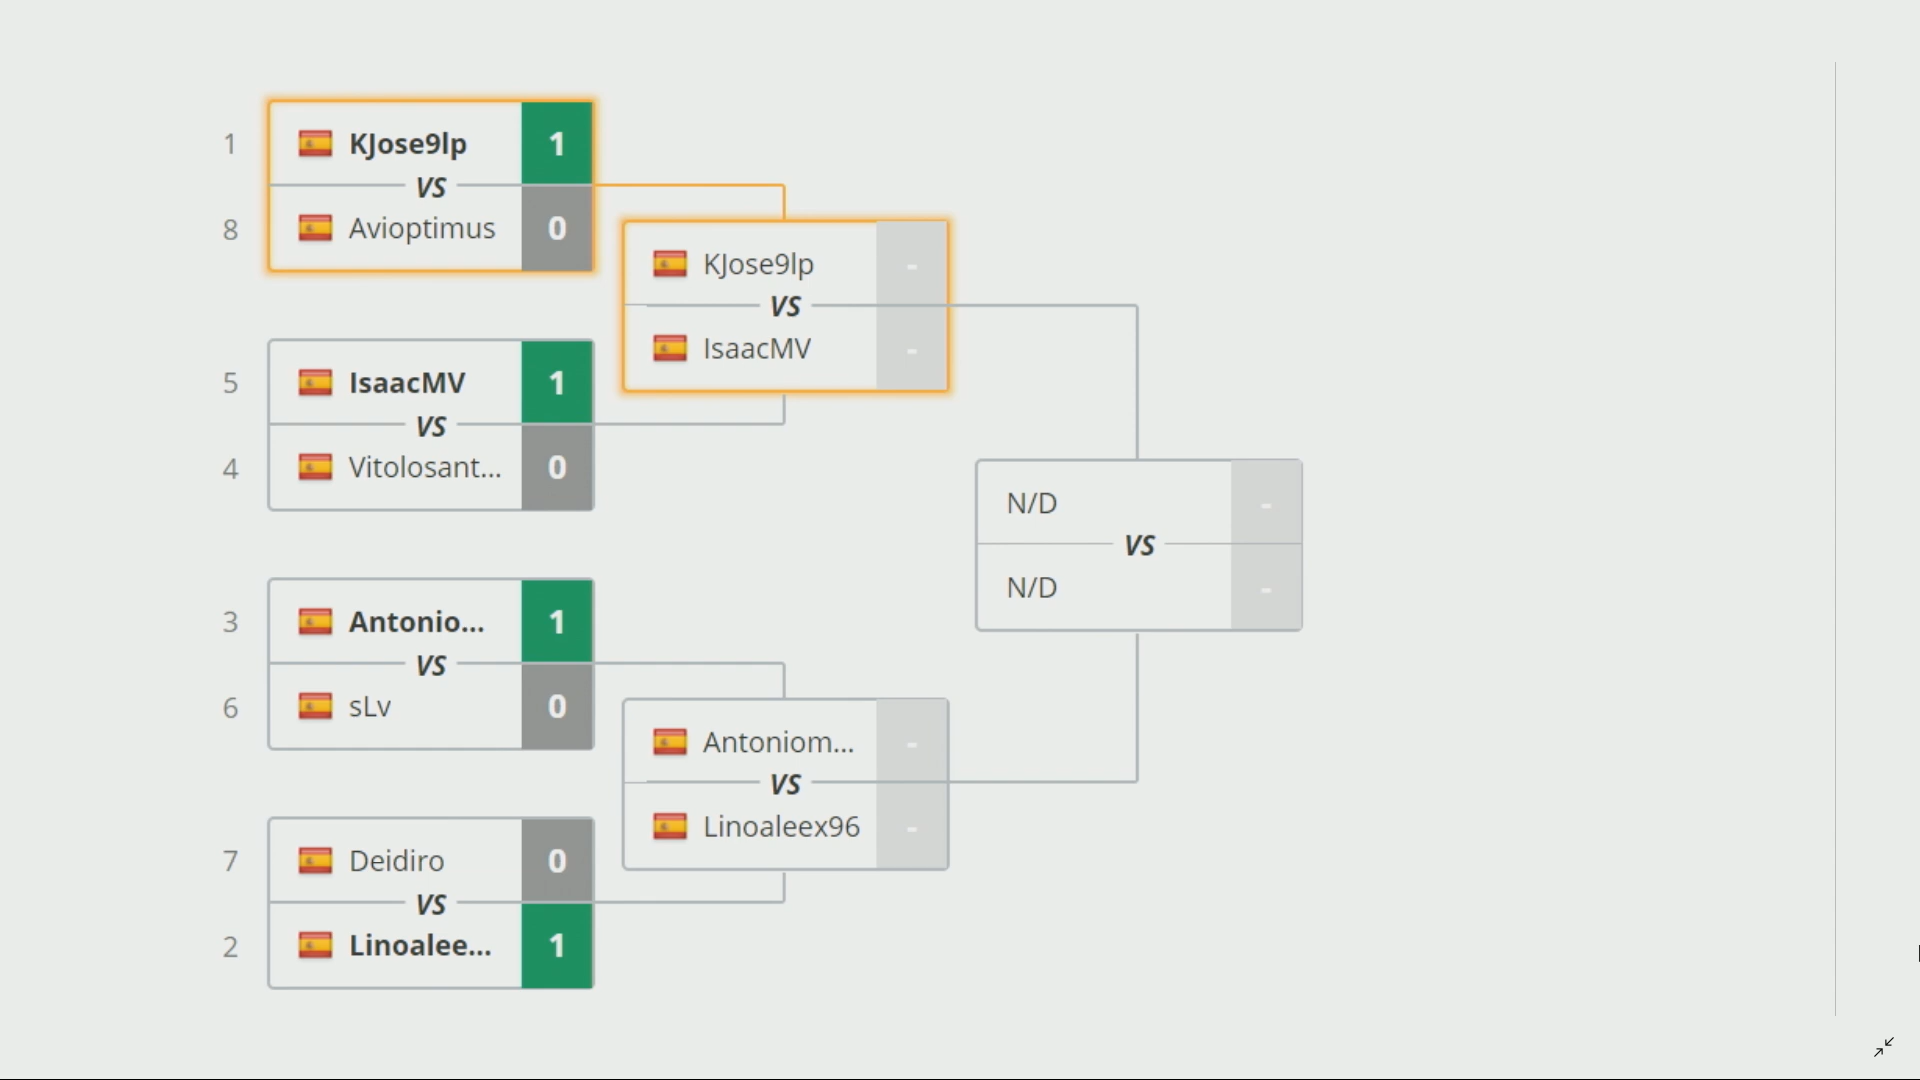 1 KJose9lp 1
VS
8 Avioptimus 0
5 IsaacMV 1
VS
4 Vitolosant... 0
3 Antonio... 1
VS
6 sLv 0
7 Deidiro 0
VS
2 Linoalee... 1
KJose9lp -
VS
IsaacMV -
Antoniom... -
VS
Linoaleex96 -
N/D -
VS
N/D -